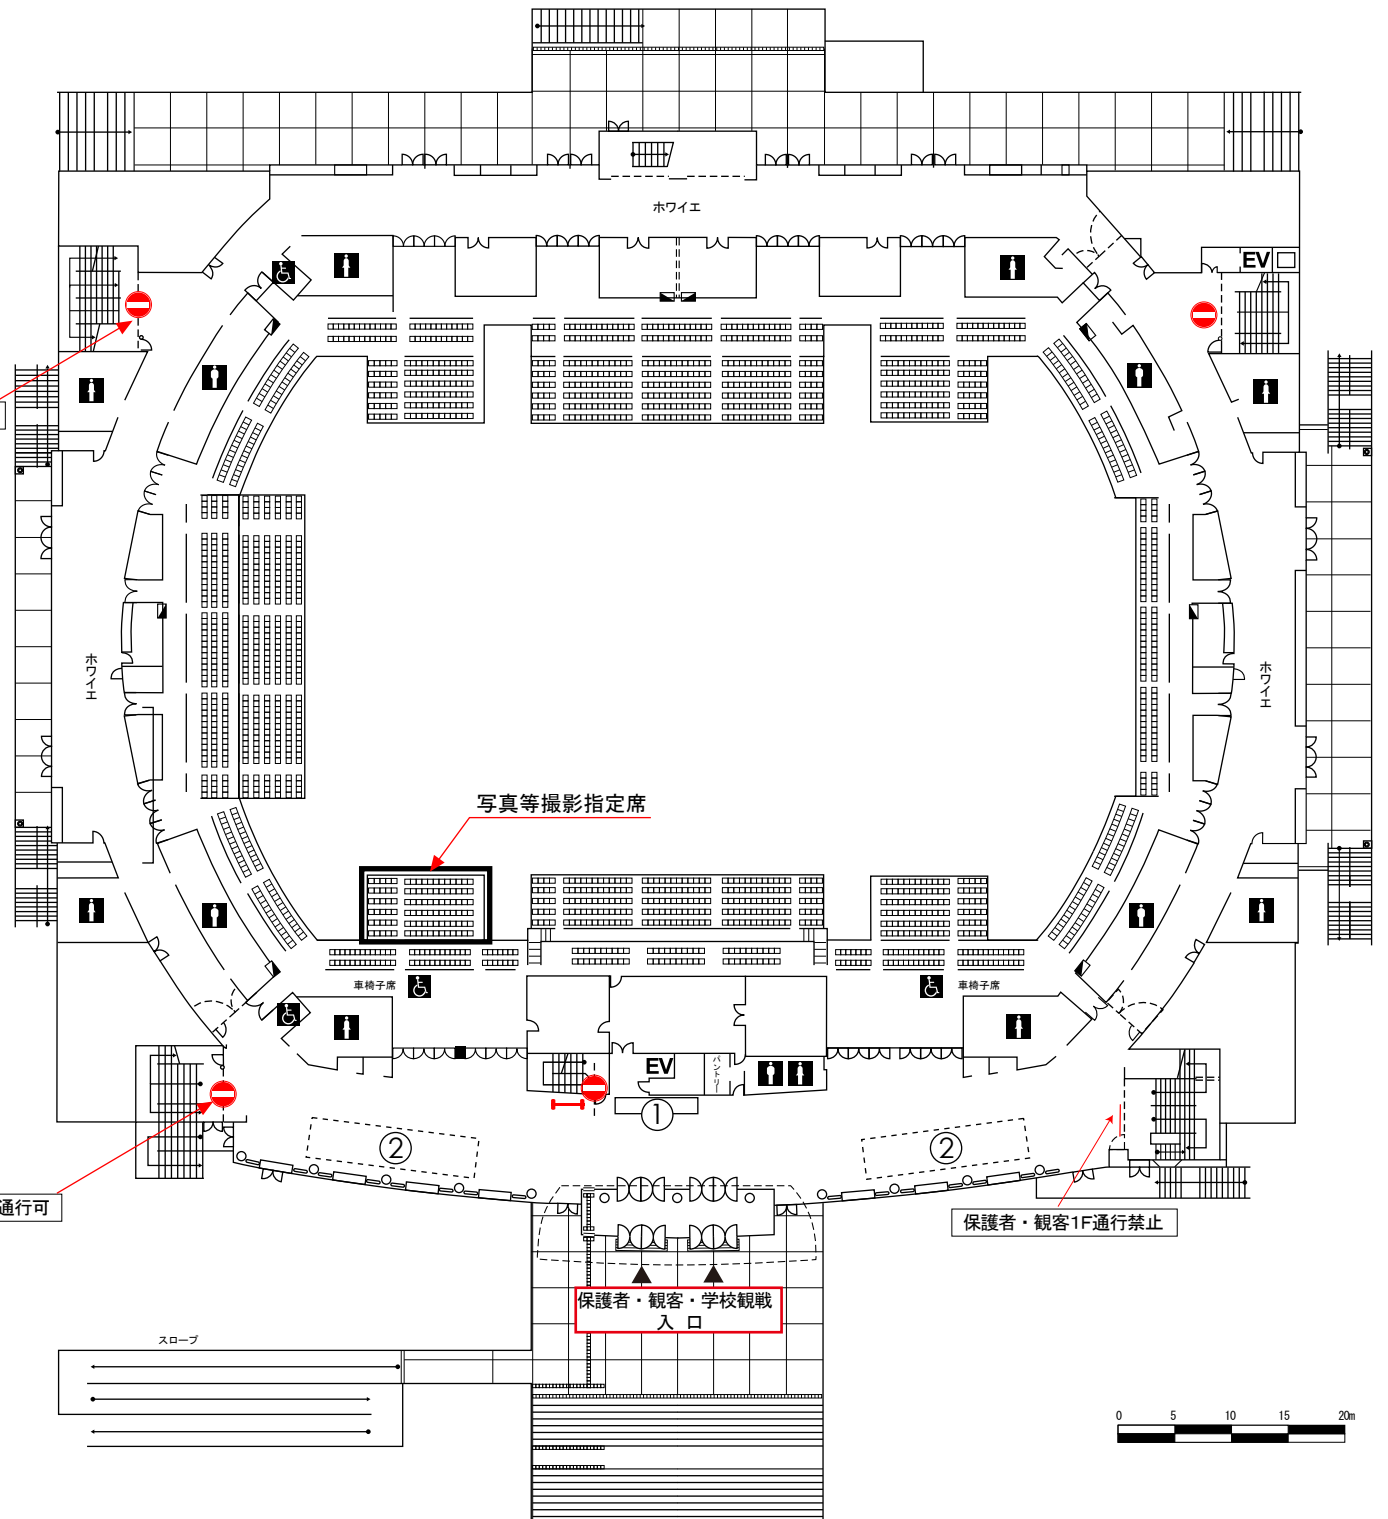 ホワイエ
EV
ホワイエ
ホワイエ
写真等撮影指定席
車椅子席
車椅子席
EV
パントリー
①
②
②
通行可
保護者・観客1F通行禁止
保護者・観客・学校観戦
入 口
スロープ
0 5 10 15 20m